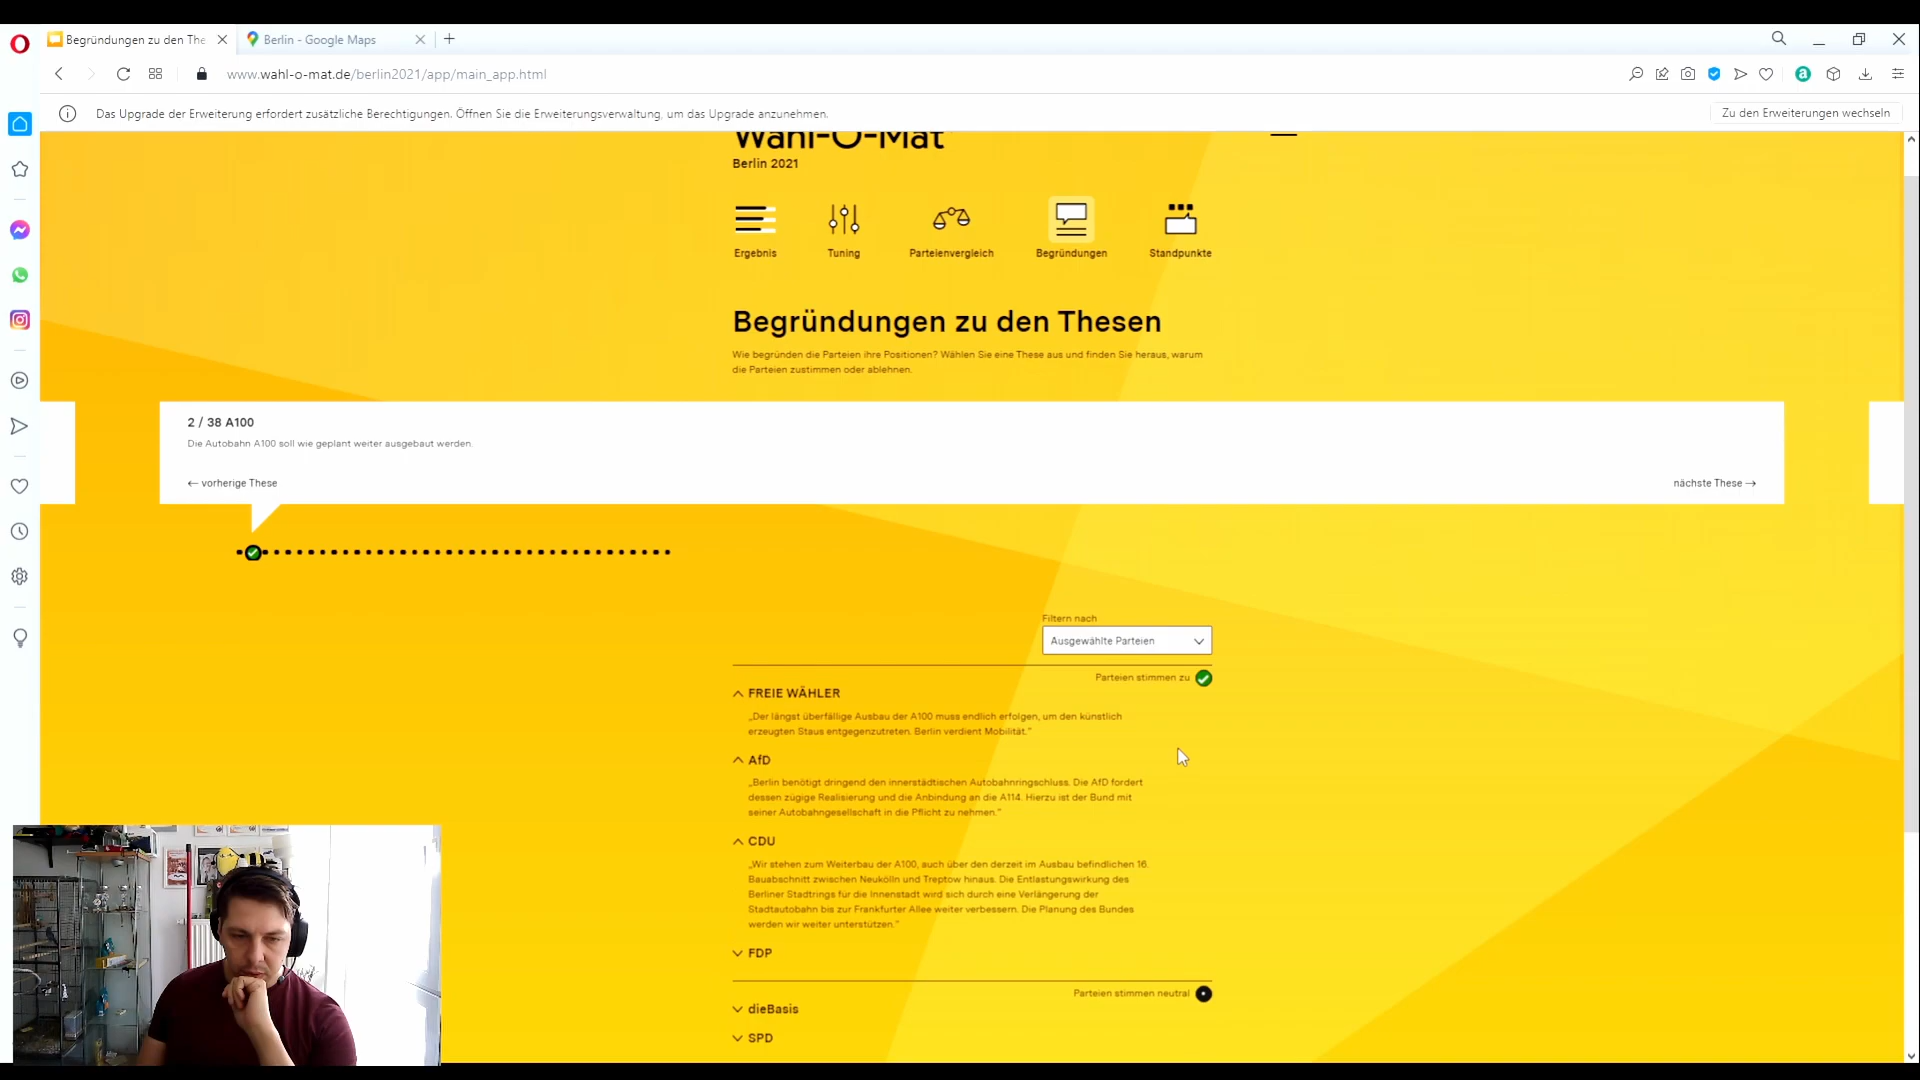 Begründungen zu den The
Berlin - Google Maps
www.wahl-o-mat.de/berlin2021/app/main_app.html
Das Upgrade der Erweiterung erfordert zusätzliche Berechtigungen. Öffnen Sie die Erweiterungsverwaltung, um das Upgrade anzunehmen.
Zu den Erweiterungen wechseln
Wahl-O-Mat
Berlin 2021
Ergebnis
Tuning
Parteienvergleich
Begründungen
Standpunkte
Begründungen zu den Thesen
Wie begründen die Parteien ihre Positionen? Wählen Sie eine These aus und finden Sie heraus, warum
die Parteien zustimmen oder ablehnen.
2 / 38 A100
Die Autobahn A100 soll wie geplant weiter ausgebaut werden.
← vorherige These
nächste These →
Filtern nach
Ausgewählte Parteien
Parteien stimmen zu
FREIE WÄHLER
„Der längst überfällige Ausbau der A100 muss endlich erfolgen, um den künstlich
erzeugten Staus entgegenzutreten. Berlin verdient Mobilität.“
AfD
„Berlin benötigt dringend den innerstädtischen Autobahnringschluss. Die AfD fordert
dessen zügige Realisierung und die Anbindung an die A114. Hierzu ist der Bund mit
seiner Autobahngesellschaft in die Pflicht zu nehmen.“
CDU
„Wir stehen zum Weiterbau der A100, auch über den derzeit im Ausbau befindlichen 16.
Bauabschnitt zwischen Neukölln und Treptow hinaus. Die Entlastungswirkung des
Berliner Stadtrings für die Innenstadt wird sich durch eine Verlängerung der
Stadtautobahn bis zur Frankfurter Allee weiter verbessern. Die Planung des Bundes
werden wir weiter unterstützen.“
FDP
Parteien stimmen neutral
dieBasis
SPD